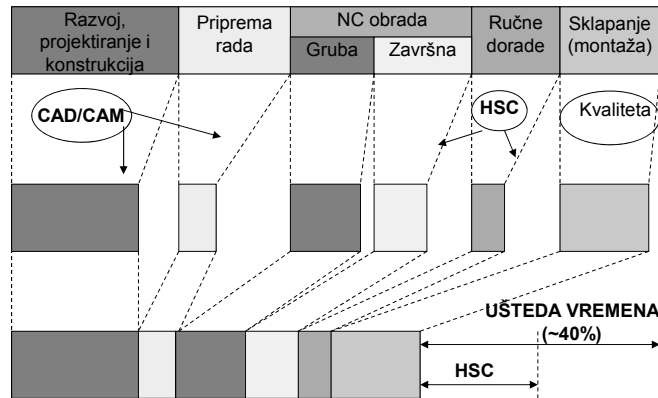 Razvoj,
projektiranje i
konstrukcija
Priprema
rada
NC obrada
Gruba
Završna
Ručne
dorade
Sklapanje
(montaža)
CAD/CAM
HSC
Kvaliteta
UŠTEDA VREMENA
(~40%)
HSC